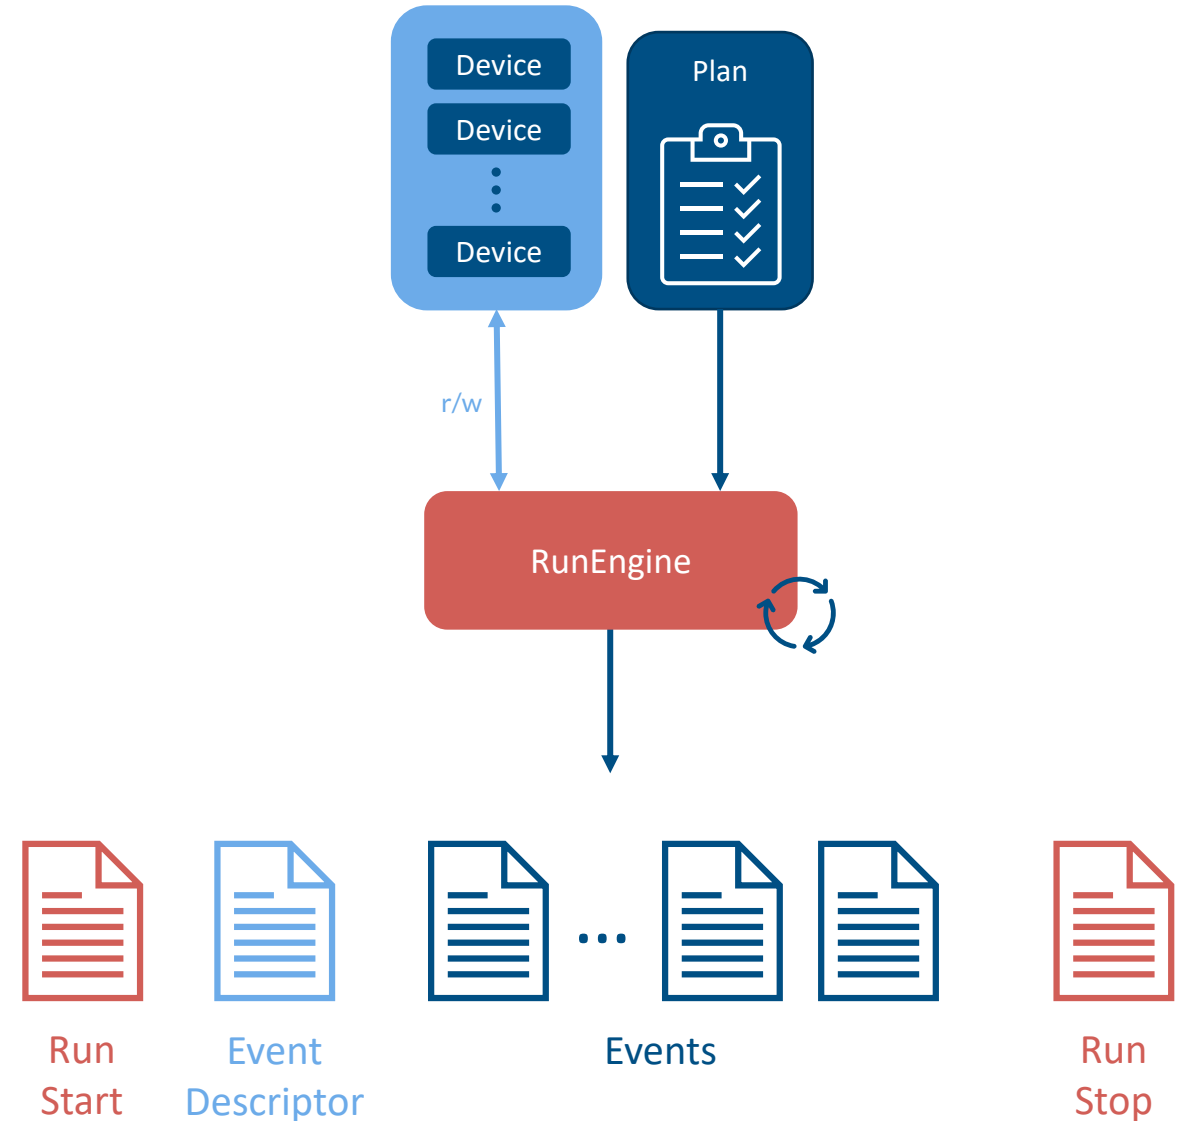 Device
Device
Device
Plan
r/w
RunEngine
Run
Start
Event
Descriptor
Events
Run
Stop